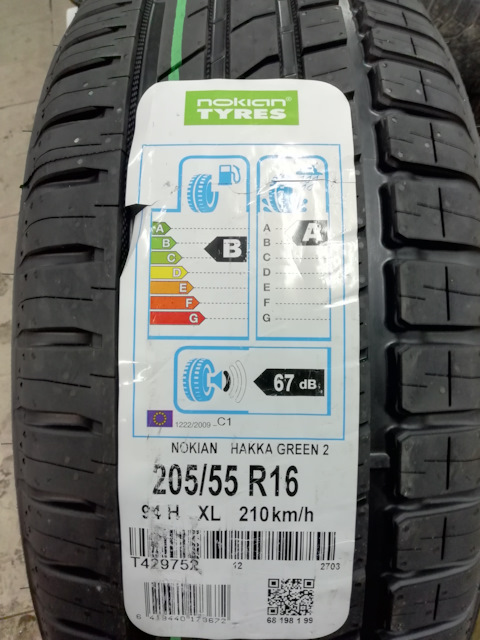 nokian®
TYRES
A
B
C
D
E
F
G
B
A
B
C
D
E
F
G
A
67 dB
1222/2009 - C1
NOKIAN HAKKA GREEN 2
205/55 R16
94 H XL 210km/h
T429752 12 2703
68 198 1 99